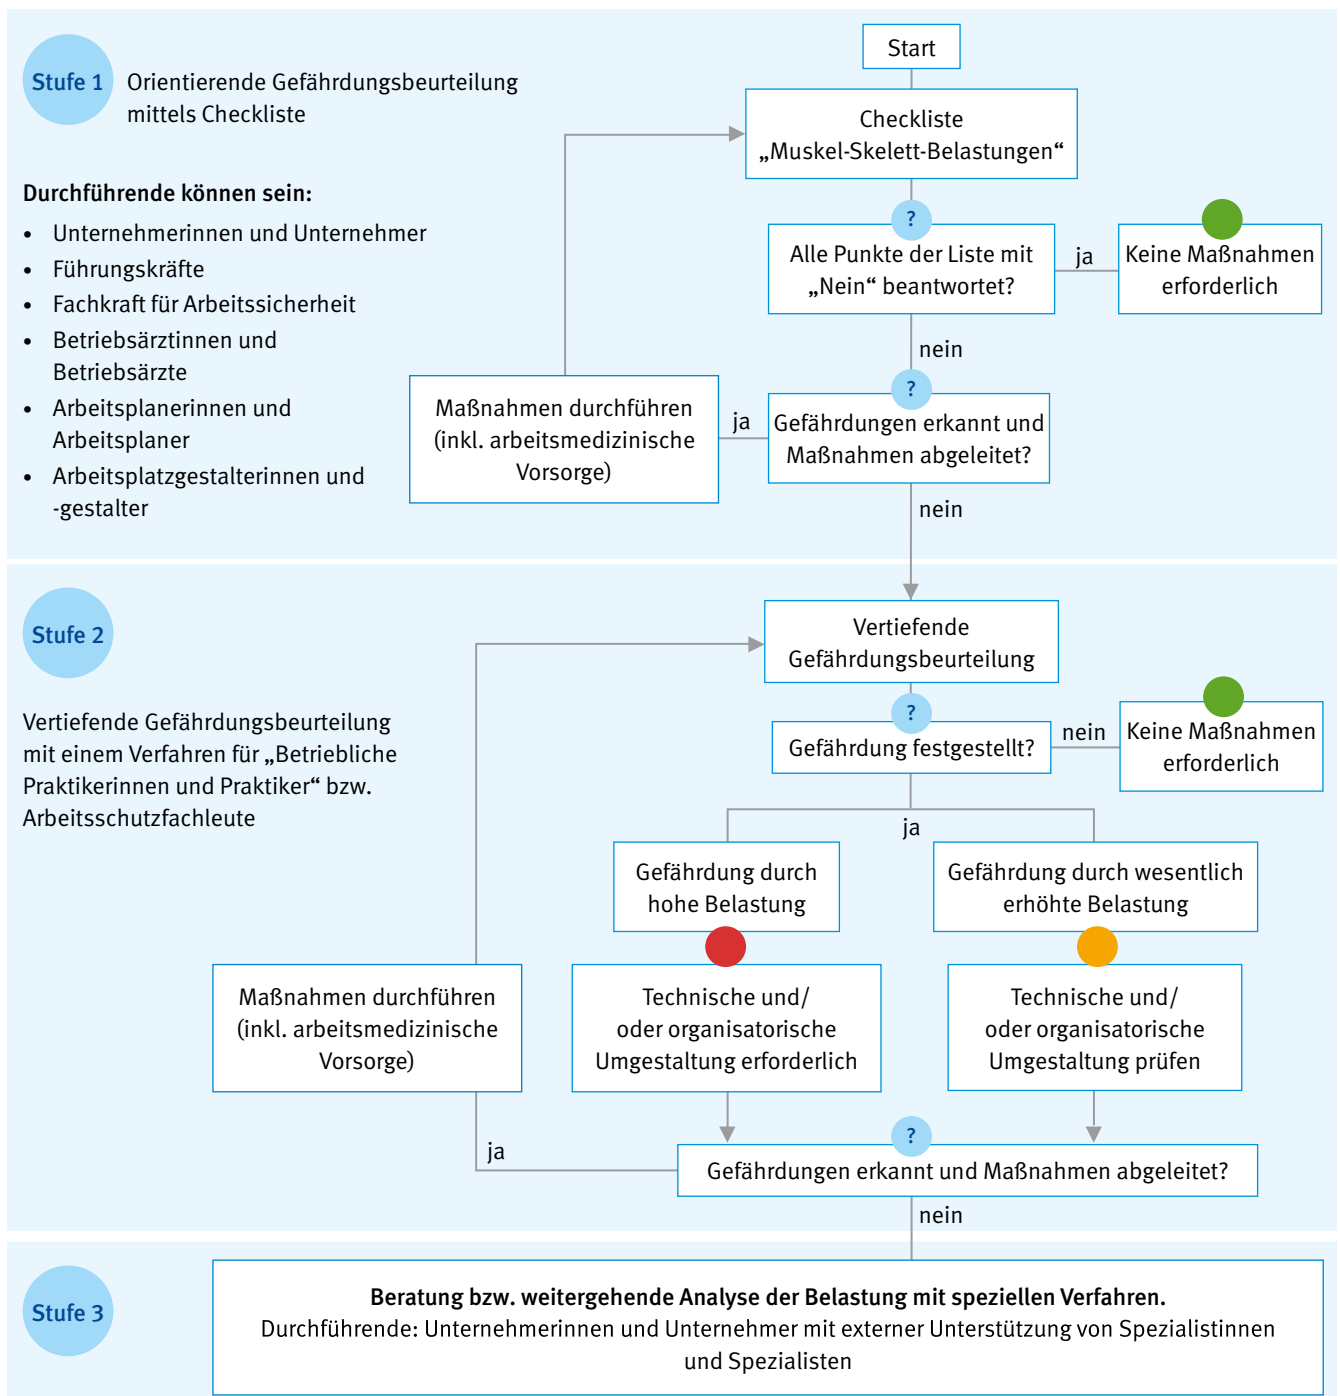 Stufe 1
Orientierende Gefährdungsbeurteilung
mittels Checkliste
Durchführende können sein:
• Unternehmerinnen und Unternehmer
• Führungskräfte
• Fachkraft für Arbeitssicherheit
• Betriebsärztinnen und
Betriebsärzte
• Arbeitsplanerinnen und
Arbeitsplaner
• Arbeitsplatzgestalterinnen und
-gestalter
Start
Checkliste
„Muskel-Skelett-Belastungen“
?
Alle Punkte der Liste mit
„Nein“ beantwortet?
ja
Keine Maßnahmen
erforderlich
nein
?
Gefährdungen erkannt und
Maßnahmen abgeleitet?
ja
Maßnahmen durchführen
(inkl. arbeitsmedizinische
Vorsorge)
nein
Stufe 2
Vertiefende Gefährdungsbeurteilung
mit einem Verfahren für „Betriebliche
Praktikerinnen und Praktiker“ bzw.
Arbeitsschutzfachleute
Vertiefende
Gefährdungsbeurteilung
?
Gefährdung festgestellt?
nein
Keine Maßnahmen
erforderlich
ja
Gefährdung durch
hohe Belastung
Gefährdung durch wesentlich
erhöhte Belastung
Technische und/
oder organisatorische
Umgestaltung erforderlich
Technische und/
oder organisatorische
Umgestaltung prüfen
Maßnahmen durchführen
(inkl. arbeitsmedizinische
Vorsorge)
?
Gefährdungen erkannt und Maßnahmen abgeleitet?
ja
nein
Stufe 3
Beratung bzw. weitergehende Analyse der Belastung mit speziellen Verfahren.
Durchführende: Unternehmerinnen und Unternehmer mit externer Unterstützung von Spezialistinnen
und Spezialisten